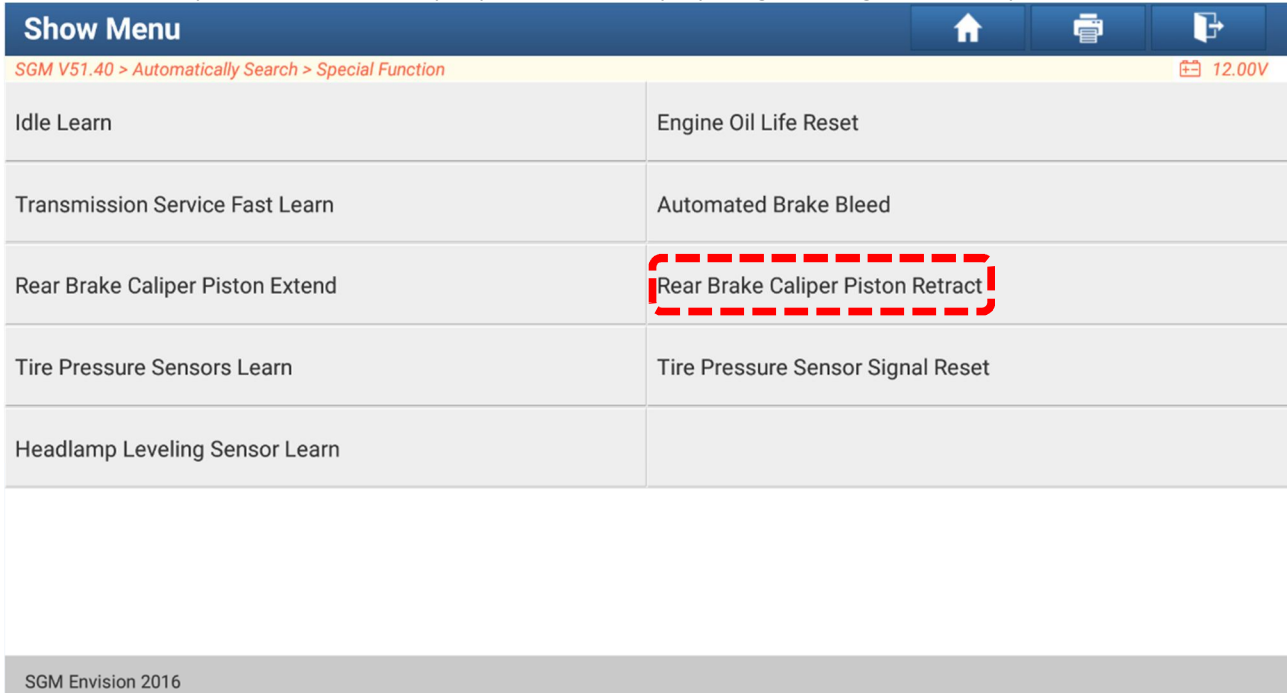 Show Menu
SGM V51.40 > Automatically Search > Special Function
12.00V
Idle Learn
Engine Oil Life Reset
Transmission Service Fast Learn
Automated Brake Bleed
Rear Brake Caliper Piston Extend
Rear Brake Caliper Piston Retract
Tire Pressure Sensors Learn
Tire Pressure Sensor Signal Reset
Headlamp Leveling Sensor Learn
SGM Envision 2016